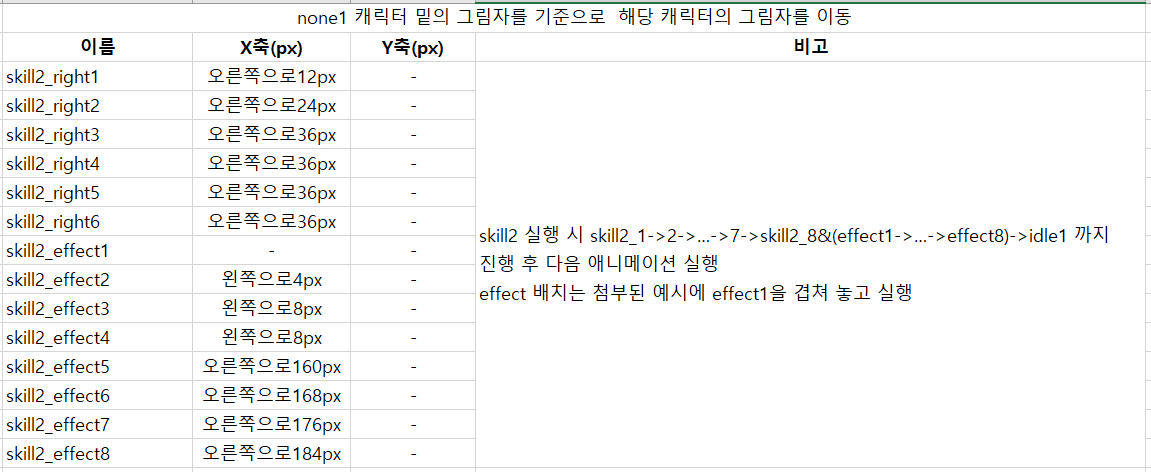 none1 캐릭터 밑의 그림자를 기준으로  해당 캐릭터의 그림자를 이동
이름 X축(px) Y축(px) 비고
skill2_right1 오른쪽으로12px -
skill2_right2 오른쪽으로24px -
skill2_right3 오른쪽으로36px -
skill2_right4 오른쪽으로36px -
skill2_right5 오른쪽으로36px -
skill2_right6 오른쪽으로36px -
skill2_effect1 - -
skill2_effect2 왼쪽으로4px -
skill2_effect3 왼쪽으로8px -
skill2_effect4 왼쪽으로8px -
skill2_effect5 오른쪽으로160px -
skill2_effect6 오른쪽으로168px -
skill2_effect7 오른쪽으로176px -
skill2_effect8 오른쪽으로184px -
skill2 실행 시 skill2_1->2->...->7->skill2_8&(effect1->...->effect8)->idle1 까지
진행 후 다음 애니메이션 실행
effect 배치는 첨부된 예시에 effect1을 겹쳐 놓고 실행